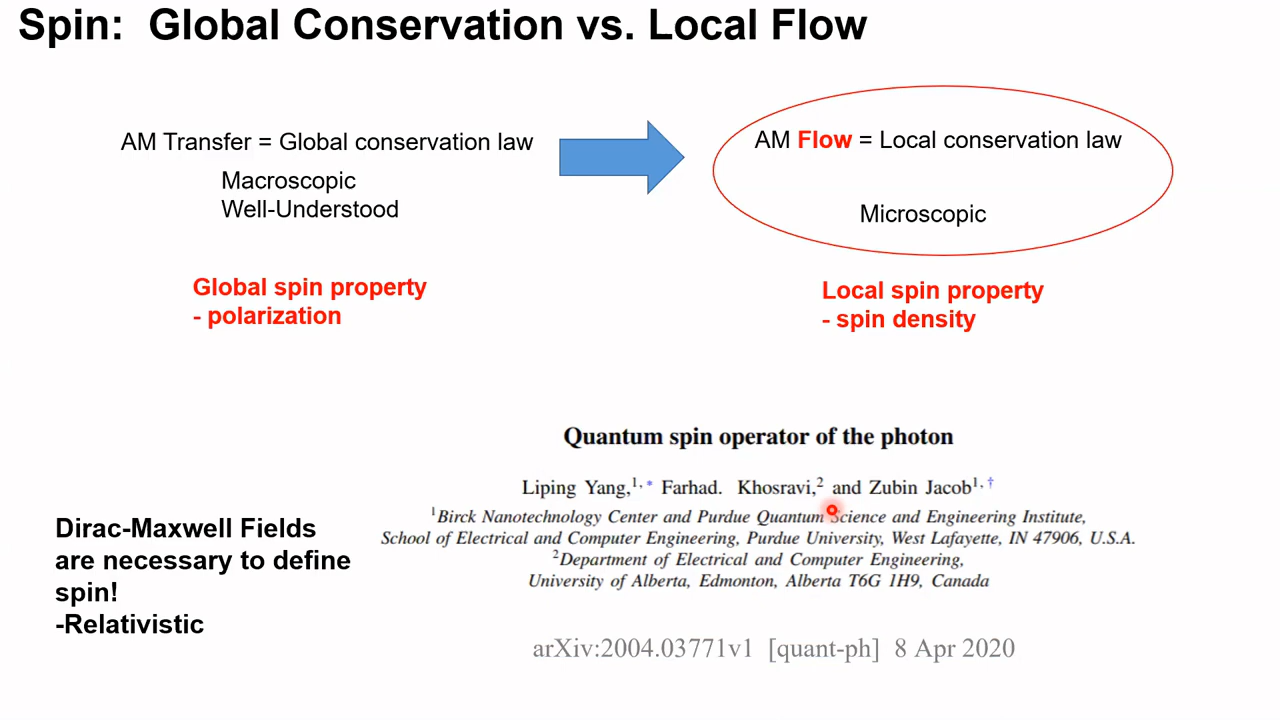 Spin:  Global Conservation vs. Local Flow
AM Transfer = Global conservation law
Macroscopic
Well-Understood
Global spin property
- polarization
AM Flow = Local conservation law
Microscopic
Local spin property
- spin density
Dirac-Maxwell Fields
are necessary to define
spin!
-Relativistic
Quantum spin operator of the photon
Liping Yang,1, * Farhad. Khosravi,2 and Zubin Jacob1, †
1Birck Nanotechnology Center and Purdue Quantum Science and Engineering Institute,
School of Electrical and Computer Engineering, Purdue University, West Lafayette, IN 47906, U.S.A.
2Department of Electrical and Computer Engineering,
University of Alberta, Edmonton, Alberta T6G 1H9, Canada
arXiv:2004.03771v1  [quant-ph]  8 Apr 2020